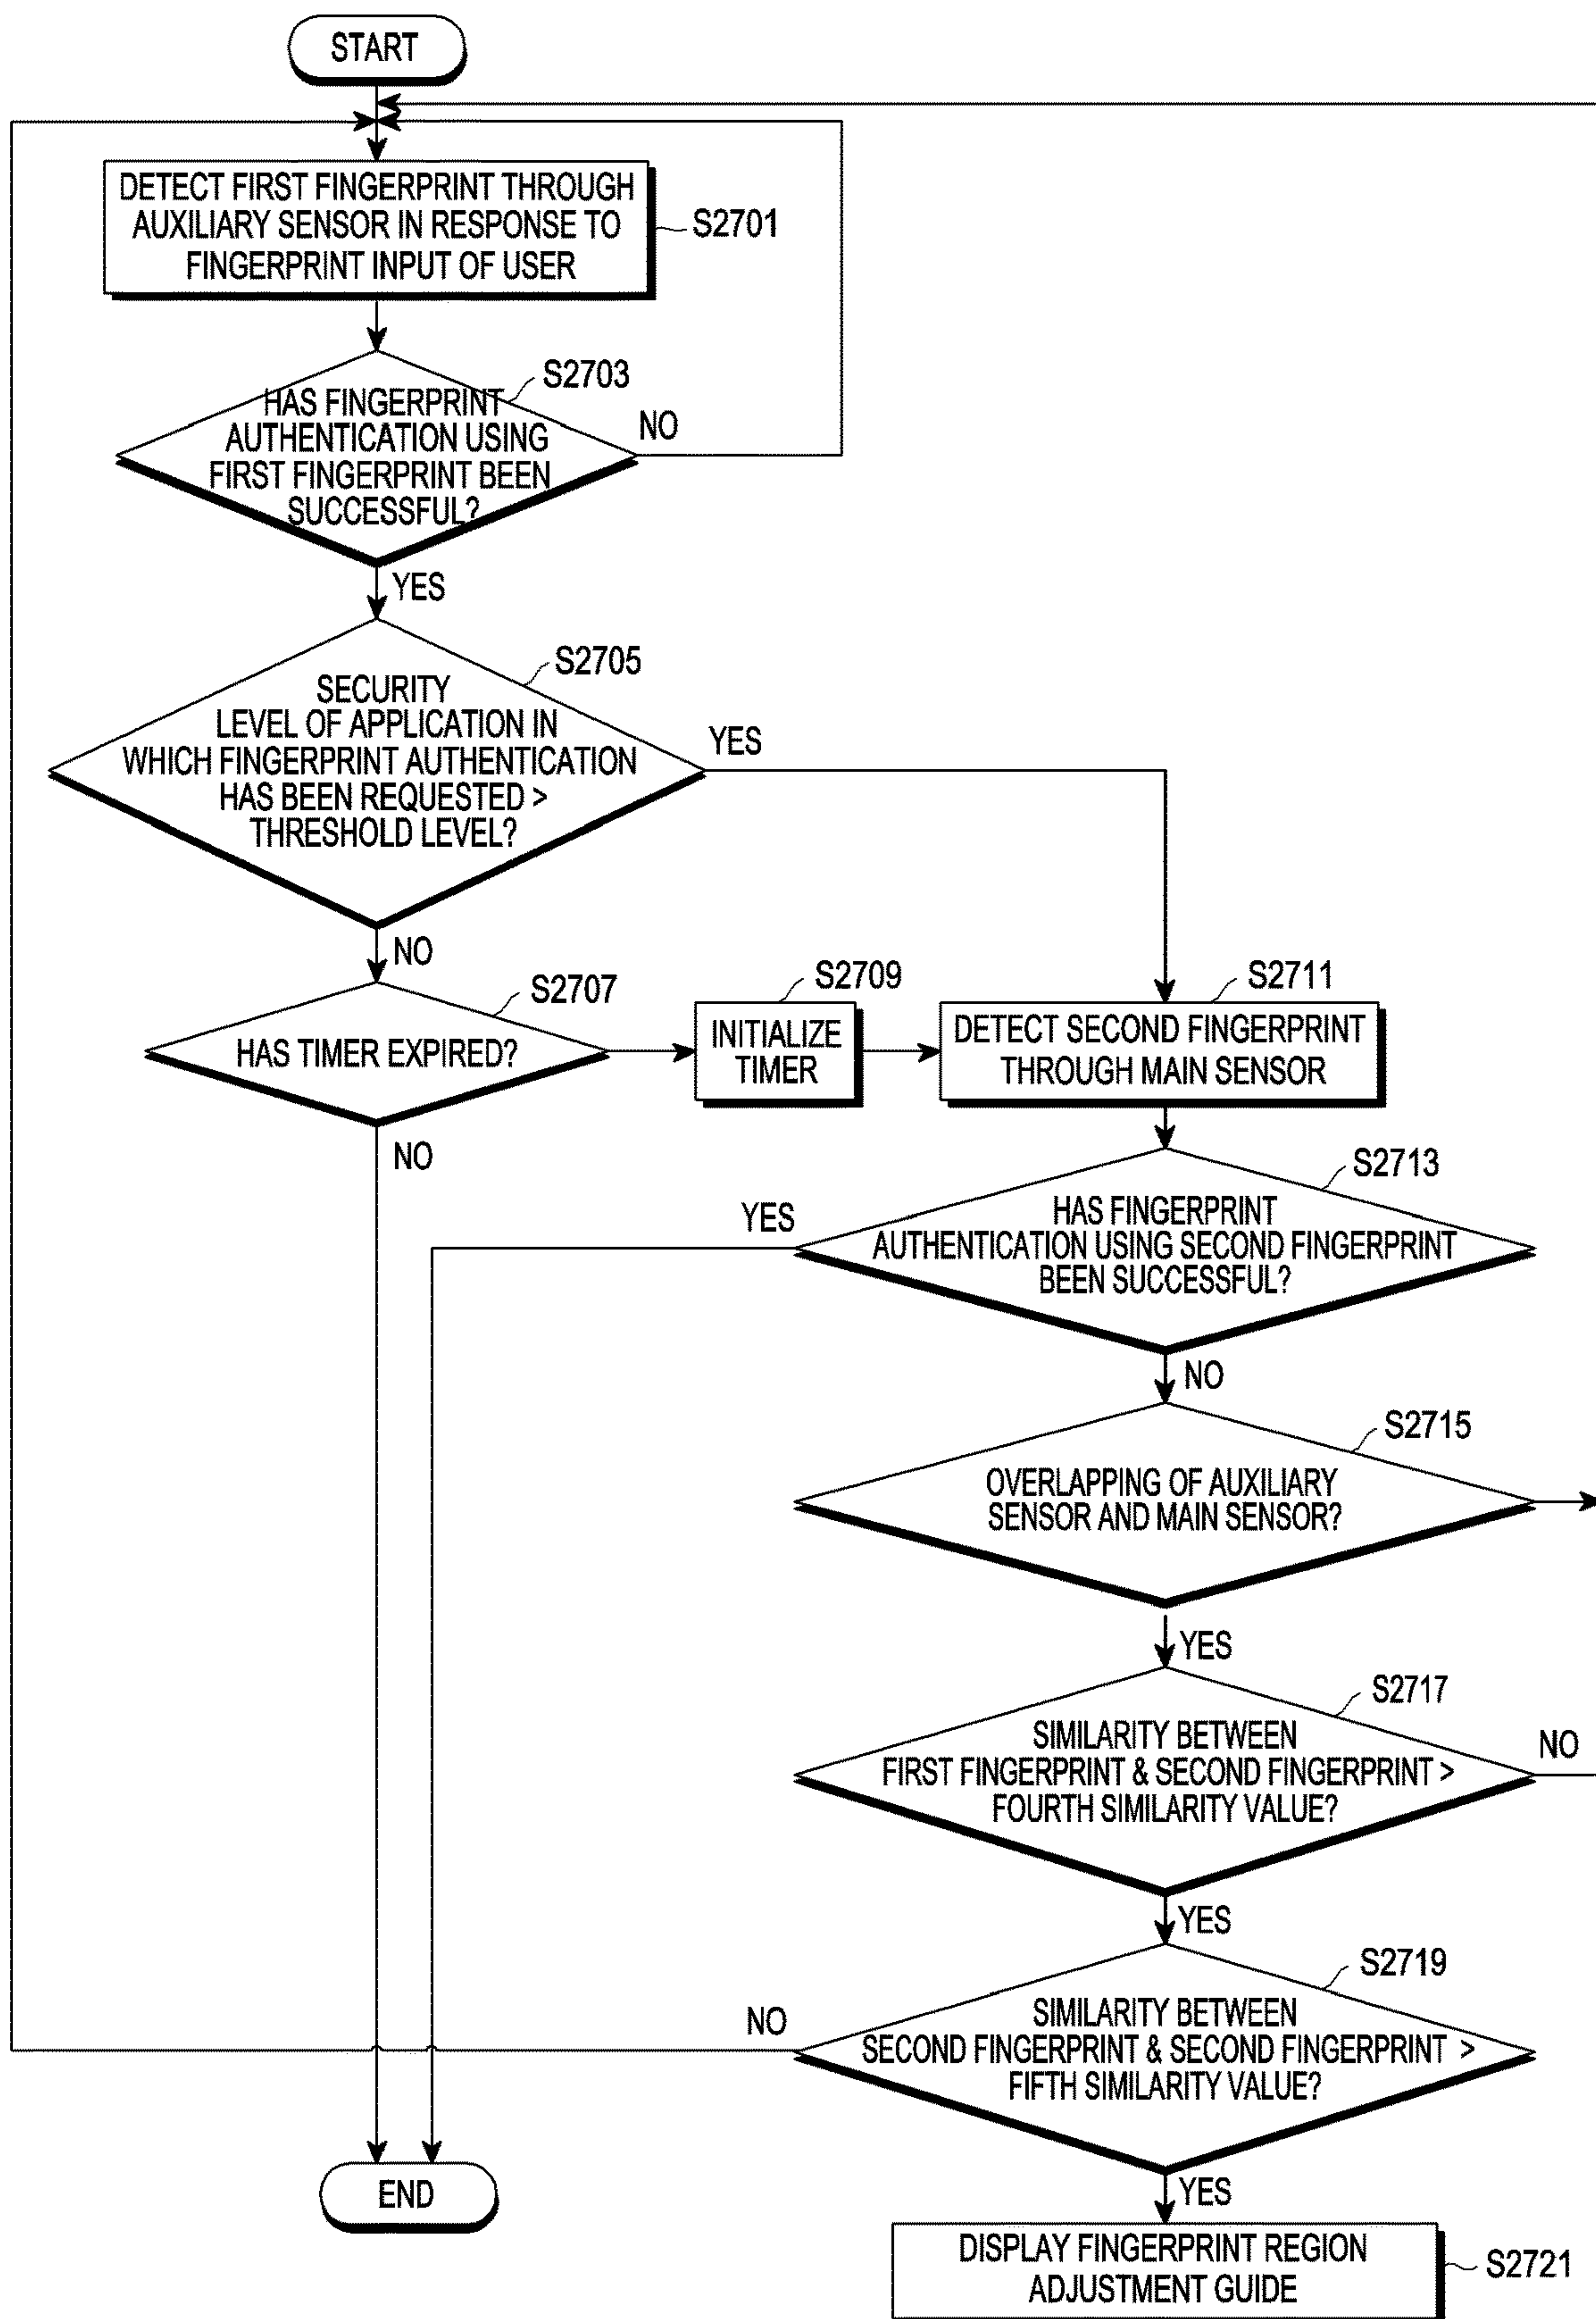 START
DETECT FIRST FINGERPRINT THROUGH
AUXILIARY SENSOR IN RESPONSE TO
FINGERPRINT INPUT OF USER
S2701
HAS FINGERPRINT
AUTHENTICATION USING
FIRST FINGERPRINT BEEN
SUCCESSFUL?
S2703
NO
YES
SECURITY
LEVEL OF APPLICATION IN
WHICH FINGERPRINT AUTHENTICATION
HAS BEEN REQUESTED >
THRESHOLD LEVEL?
S2705
YES
NO
HAS TIMER EXPIRED?
S2707
NO
INITIALIZE
TIMER
S2709
DETECT SECOND FINGERPRINT
THROUGH MAIN SENSOR
S2711
HAS FINGERPRINT
AUTHENTICATION USING SECOND FINGERPRINT
BEEN SUCCESSFUL?
S2713
YES
NO
OVERLAPPING OF AUXILIARY
SENSOR AND MAIN SENSOR?
S2715
YES
SIMILARITY BETWEEN
FIRST FINGERPRINT & SECOND FINGERPRINT >
FOURTH SIMILARITY VALUE?
S2717
NO
YES
SIMILARITY BETWEEN
SECOND FINGERPRINT & SECOND FINGERPRINT >
FIFTH SIMILARITY VALUE?
S2719
NO
YES
END
DISPLAY FINGERPRINT REGION
ADJUSTMENT GUIDE
S2721